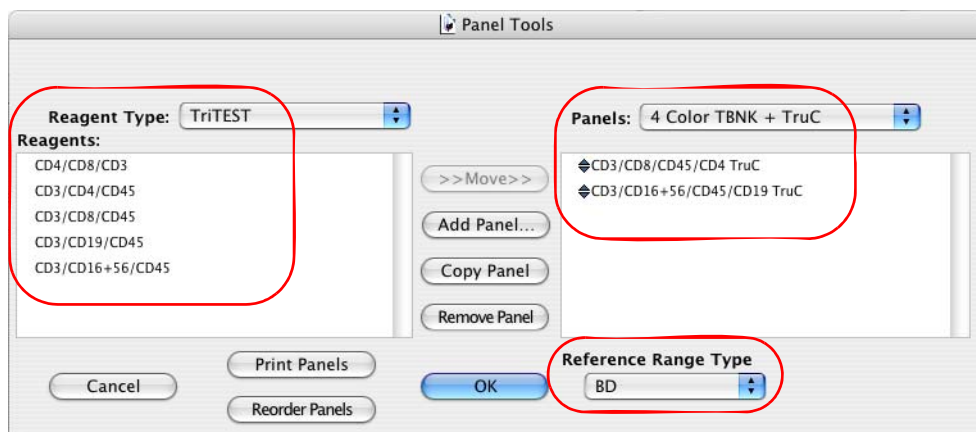 Panel Tools
Reagent Type: TriTEST
Reagents:
CD4/CD8/CD3
CD3/CD4/CD45
CD3/CD8/CD45
CD3/CD19/CD45
CD3/CD16+56/CD45
>>Move>>
Add Panel...
Copy Panel
Remove Panel
Panels: 4 Color TBNK + TruC
CD3/CD8/CD45/CD4 TruC
CD3/CD16+56/CD45/CD19 TruC
Cancel
Print Panels
Reorder Panels
OK
Reference Range Type
BD